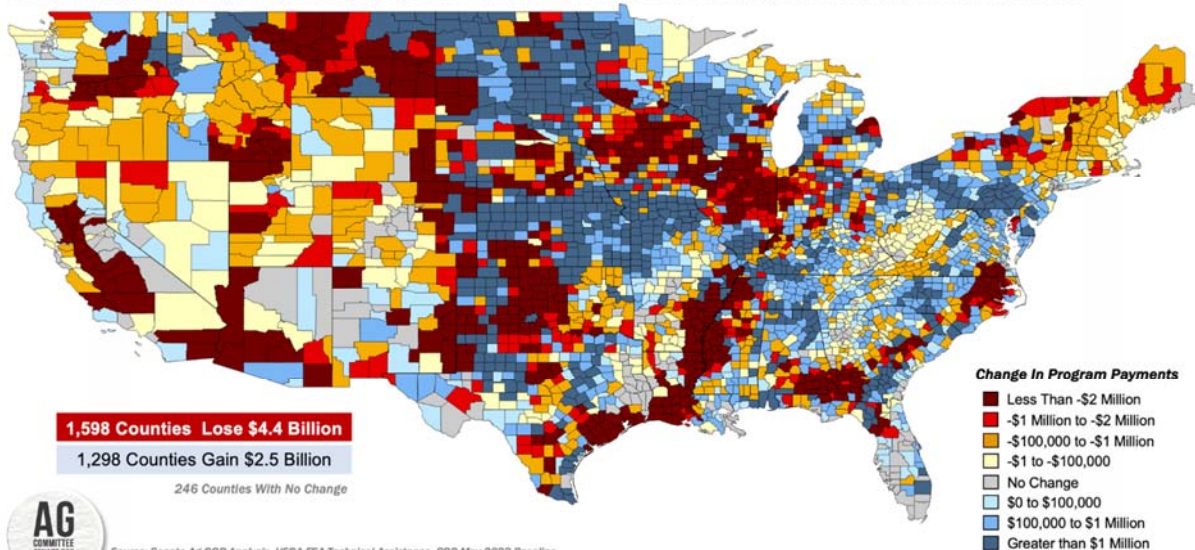 1,598 Counties Lose $4.4 Billion
1,298 Counties Gain $2.5 Billion
246 Counties With No Change
Change In Program Payments
Less Than -$2 Million
-$1 Million to -$2 Million
-$100,000 to -$1 Million
-$1 to -$100,000
No Change
$0 to $100,000
$100,000 to $1 Million
Greater than $1 Million
AG
COMMITTEE